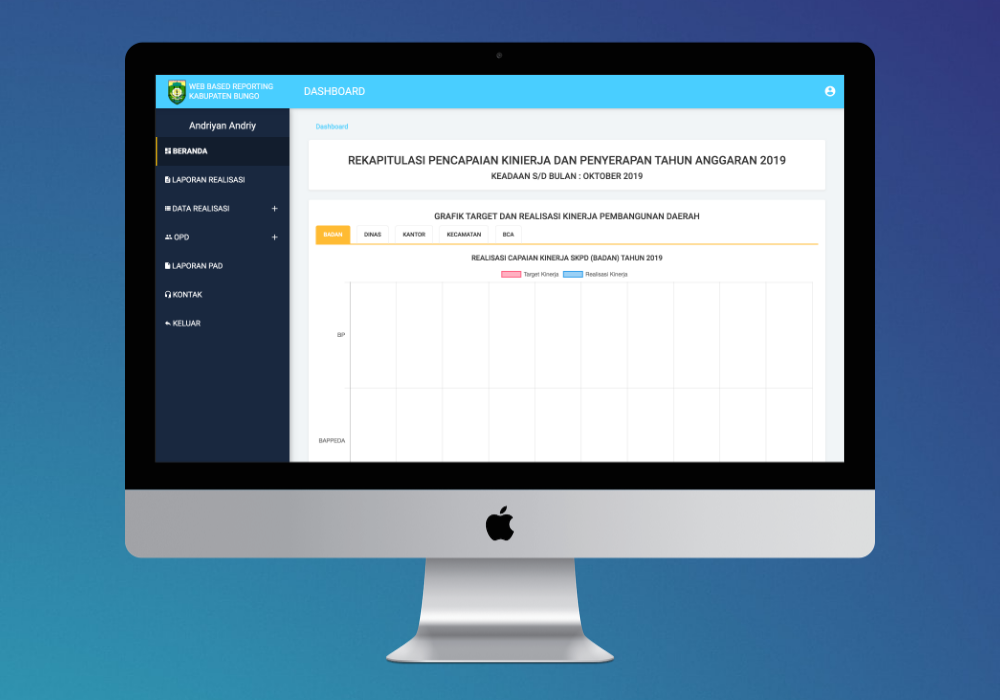 WEB BASED REPORTING
KABUPATEN BUNGO
DASHBOARD
Andriyan Andriy
BERANDA
LAPORAN REALISASI
DATA REALISASI +
OPD +
LAPORAN PAD
KONTAK
KELUAR
Dashboard
REKAPITULASI PENCAPAIAN KINIERJA DAN PENYERAPAN TAHUN ANGGARAN 2019
KEADAAN S/D BULAN : OKTOBER 2019
GRAFIK TARGET DAN REALISASI KINERJA PEMBANGUNAN DAERAH
BADAN DINAS KANTOR KECAMATAN BCA
REALISASI CAPAIAN KINERJA SKPD (BADAN) TAHUN 2019
Target Kinerja Realisasi Kinerja
BP
BAPPEDA